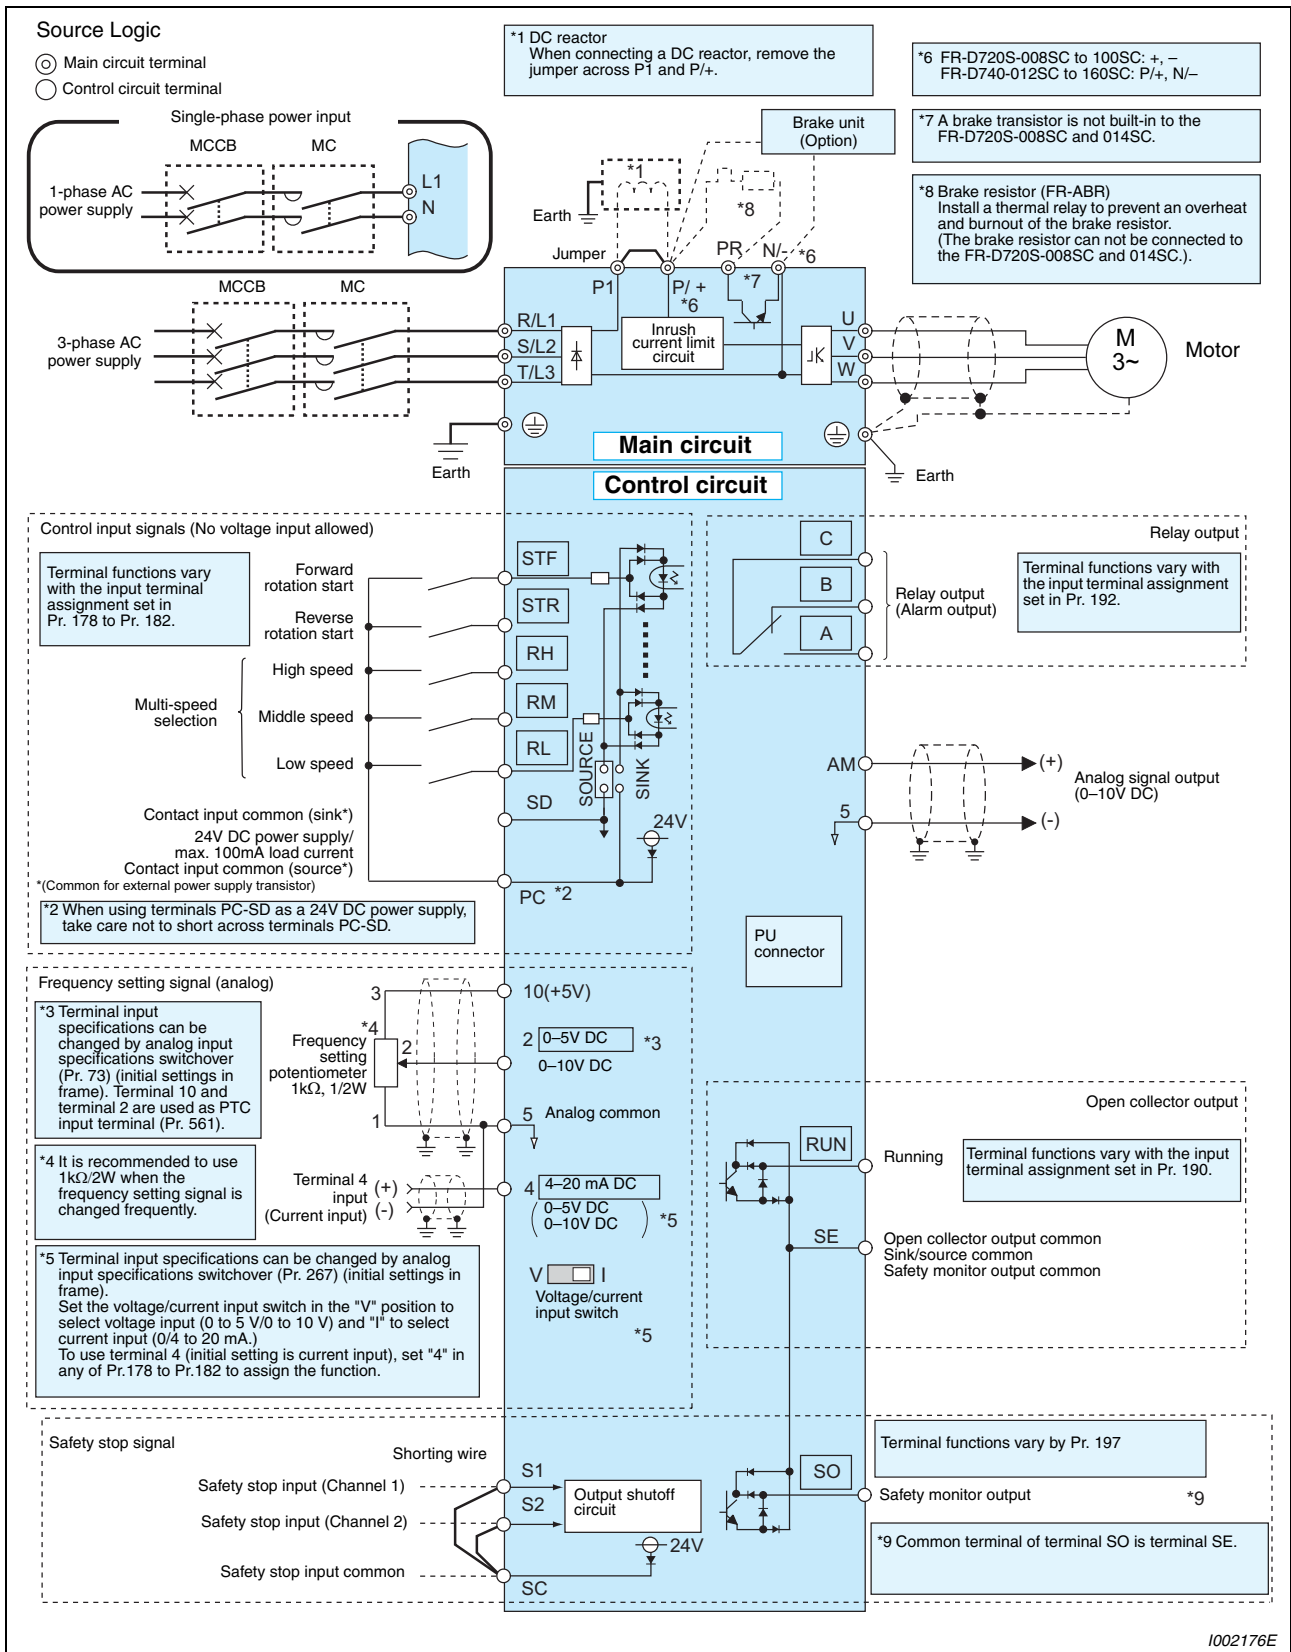 Source Logic
Main circuit terminal
Control circuit terminal
*1 DC reactor
When connecting a DC reactor, remove the
jumper across P1 and P/+.
*6 FR-D720S-008SC to 100SC: +, –
FR-D740-012SC to 160SC: P/+, N/–
*7 A brake transistor is not built-in to the
FR-D720S-008SC and 014SC.
*8 Brake resistor (FR-ABR)
Install a thermal relay to prevent an overheat
and burnout of the brake resistor.
(The brake resistor can not be connected to
the FR-D720S-008SC and 014SC.).
Single-phase power input
MCCB
MC
1-phase AC
power supply
L1
N
Brake unit
(Option)
*1
Earth
*8
Jumper
PR
N/-
*6
P1
P/ +
*6
*7
MCCB
MC
3-phase AC
power supply
R/L1
S/L2
T/L3
Inrush
current limit
circuit
U
V
W
M
3~
Motor
Earth
Main circuit
Earth
Control circuit
Control input signals (No voltage input allowed)
Terminal functions vary
with the input terminal
assignment set in
Pr. 178 to Pr. 182.
Forward
rotation start
Reverse
rotation start
High speed
Multi-speed
selection
Middle speed
Low speed
STF
STR
RH
RM
RL
SOURCE
SINK
SD
24V
PC *2
Contact input common (sink*)
24V DC power supply/
max. 100mA load current
Contact input common (source*)
*(Common for external power supply transistor)
*2 When using terminals PC-SD as a 24V DC power supply,
take care not to short across terminals PC-SD.
Relay output
C
B
A
Relay output
(Alarm output)
Terminal functions vary with
the input terminal assignment
set in Pr. 192.
AM
(+)
Analog signal output
(0–10V DC)
5
(-)
PU
connector
Frequency setting signal (analog)
*3 Terminal input
specifications can be
changed by analog input
specifications switchover
(Pr. 73) (initial settings in
frame). Terminal 10 and
terminal 2 are used as PTC
input terminal (Pr. 561).
*4 It is recommended to use
1kΩ/2W when the
frequency setting signal is
changed frequently.
3
*4
2
1
Frequency
setting
potentiometer
1kΩ, 1/2W
10(+5V)
2 0–5V DC *3
0–10V DC
5 Analog common
Terminal 4
input
(Current input)
(+)
(-)
4 4–20 mA DC
0–5V DC
0–10V DC
*5
V I
Voltage/current
input switch
*5
*5 Terminal input specifications can be changed by analog
input specifications switchover (Pr. 267) (initial settings in
frame).
Set the voltage/current input switch in the "V" position to
select voltage input (0 to 5 V/0 to 10 V) and "I" to select
current input (0/4 to 20 mA.)
To use terminal 4 (initial setting is current input), set "4" in
any of Pr.178 to Pr.182 to assign the function.
Open collector output
RUN
Running
Terminal functions vary with the input
terminal assignment set in Pr. 190.
SE
Open collector output common
Sink/source common
Safety monitor output common
Safety stop signal
Shorting wire
Safety stop input (Channel 1)
Safety stop input (Channel 2)
Safety stop input common
S1
S2
SC
Output shutoff
circuit
24V
SO
Terminal functions vary by Pr. 197
Safety monitor output
*9
*9 Common terminal of terminal SO is terminal SE.
I002176E